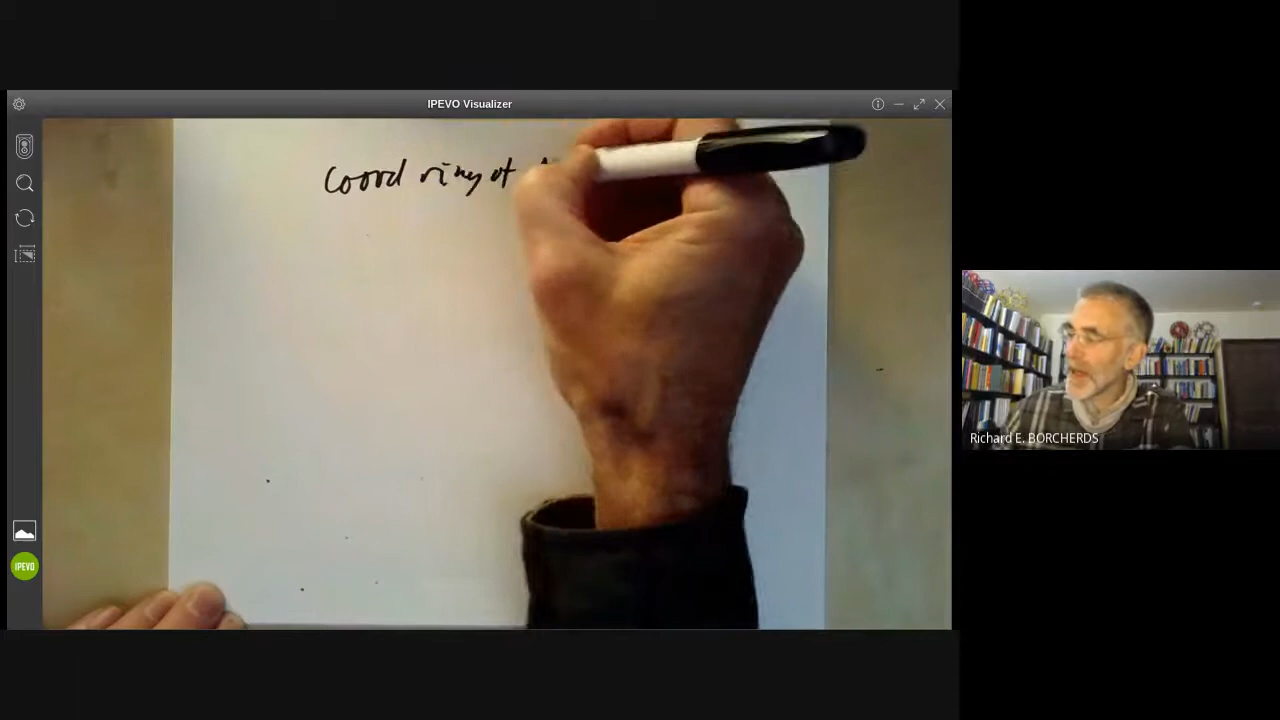 IPEVO Visualizer
coord ring of
IPEVO
Richard E. BORCHERDS